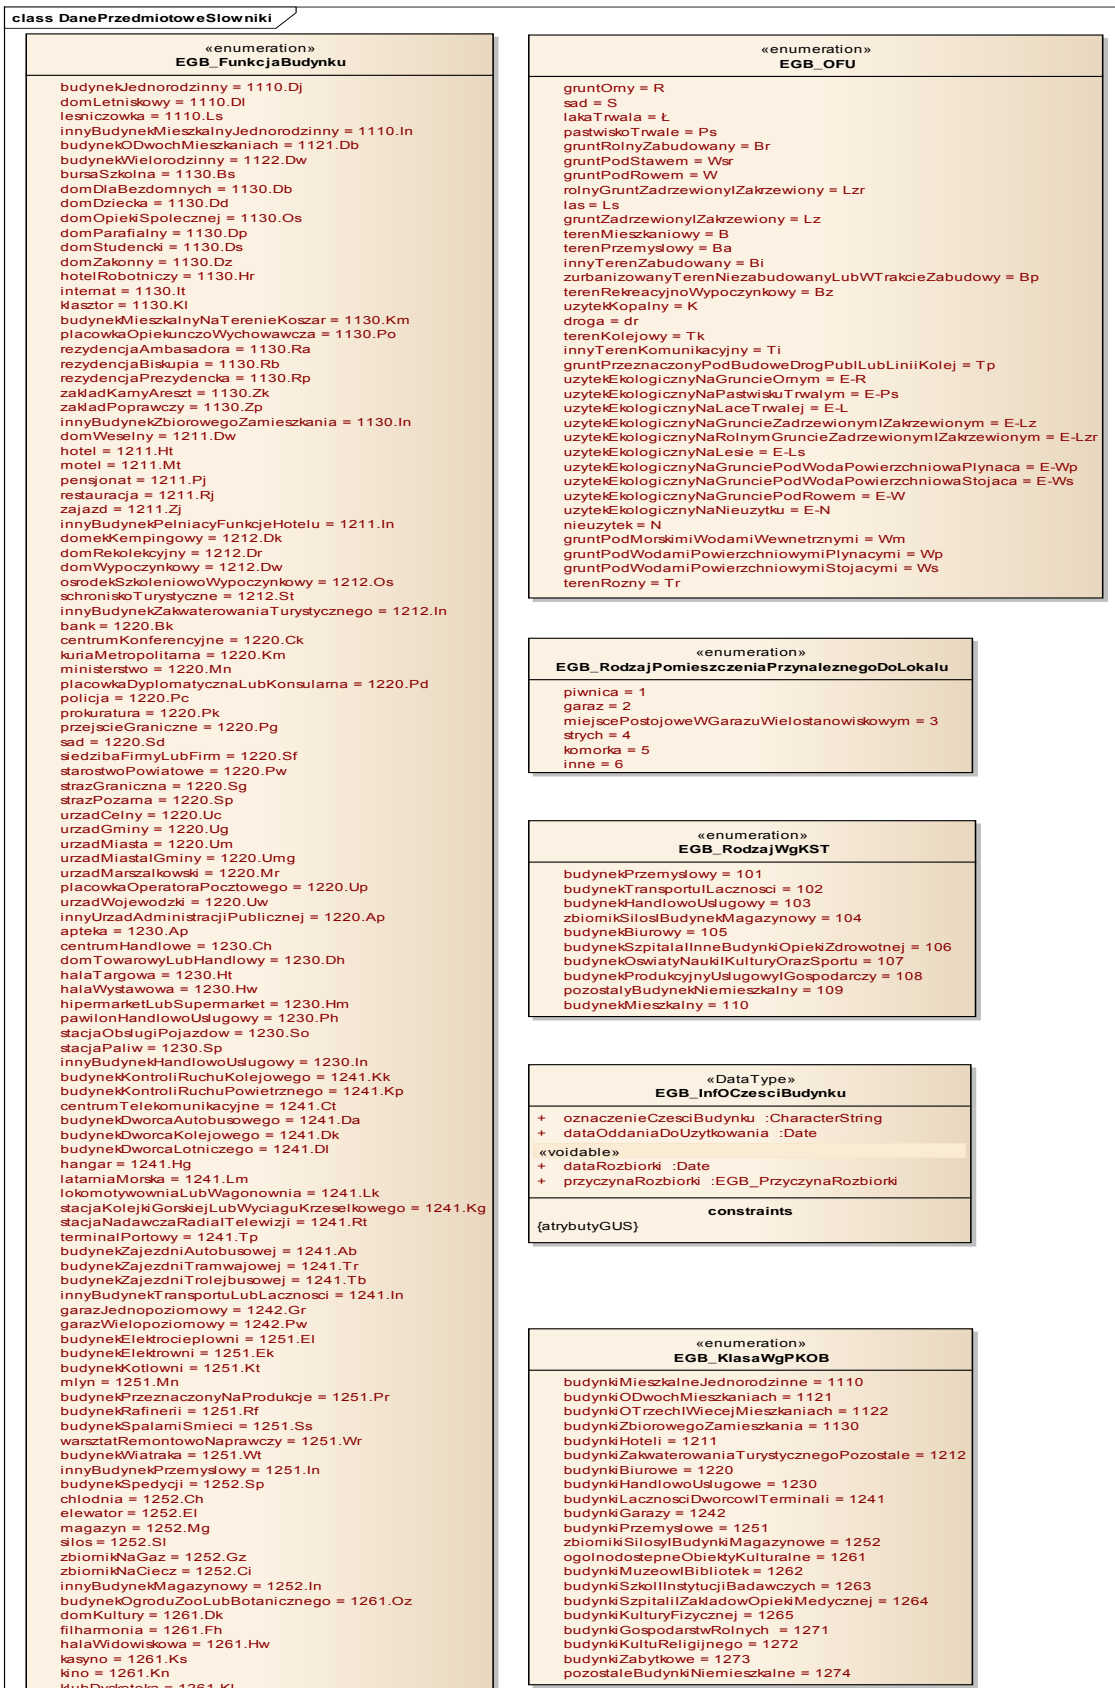 class DanePrzedmiotoweSlowniki
«enumeration»
EGB_FunkcjaBudynku
budynekJednorodzinny = 1110.Dj
domLetniskowy = 1110.Dl
lesniczowka = 1110.Ls
innyBudynekMieszkalnyJednorodzinny = 1110.In
budynekODwochMieszkaniach = 1121.Db
budynekWielorodzinny = 1122.Dw
bursaSzkolna = 1130.Bs
domDlaBezdomnych = 1130.Db
domDziecka = 1130.Dd
domOpiekiSpolecznej = 1130.Os
domParafialny = 1130.Dp
domStudencki = 1130.Ds
domZakonny = 1130.Dz
hotelRobotniczy = 1130.Hr
internat = 1130.It
klasztor = 1130.Kl
budynekMieszkalnyNaTerenieKoszar = 1130.Km
placowkaOpiekunczoWychowawcza = 1130.Po
rezydencjaAmbasadora = 1130.Ra
rezydencjaBiskupia = 1130.Rb
rezydencjaPrezydencka = 1130.Rp
zakladKarnyAreszt = 1130.Zk
zakladPoprawczy = 1130.Zp
innyBudynekZbiorowegoZamieszkania = 1130.In
domWeselny = 1211.Dw
hotel = 1211.Ht
motel = 1211.Mt
pensjonat = 1211.Pj
restauracja = 1211.Rj
zajazd = 1211.Zj
innyBudynekPelniacyFunkcjeHotelu = 1211.In
domekKempingowy = 1212.Dk
domRekolekcyjny = 1212.Dr
domWypoczynkowy = 1212.Dw
osrodekSzkoleniowoWypoczynkowy = 1212.Os
schroniskoTurystyczne = 1212.St
innyBudynekZakwaterowaniaTurystycznego = 1212.In
bank = 1220.Bk
centrumKonferencyjne = 1220.Ck
kuriaMetropolitarna = 1220.Km
ministerstwo = 1220.Mn
placowkaDyplomatycznaLubKonsularna = 1220.Pd
policja = 1220.Pc
prokuratura = 1220.Pk
przejscieGraniczne = 1220.Pg
sad = 1220.Sd
siedzibaFirmyLubFirm = 1220.Sf
starostwoPowiatowe = 1220.Pw
strazGraniczna = 1220.Sg
strazPozarna = 1220.Sp
urzadCelny = 1220.Uc
urzadGminy = 1220.Ug
urzadMiasta = 1220.Um
urzadMiastaIGminy = 1220.Umg
urzadMarszalkowski = 1220.Mr
placowkaOperatoraPocztowego = 1220.Up
urzadWojewodzki = 1220.Uw
innyUrzadAdministracjiPublicznej = 1220.Ap
apteka = 1230.Ap
centrumHandlowe = 1230.Ch
domTowarowyLubHandlowy = 1230.Dh
halaTargowa = 1230.Ht
halaWystawowa = 1230.Hw
hipermarketLubSupermarket = 1230.Hm
pawilonHandlowoUslugowy = 1230.Ph
stacjaObslugiPojazdow = 1230.So
stacjaPaliw = 1230.Sp
innyBudynekHandlowoUslugowy = 1230.In
budynekKontroliRuchuKolejowego = 1241.Kk
budynekKontroliRuchuPowietrznego = 1241.Kp
centrumTelekomunikacyjne = 1241.Ct
budynekDworcaAutobusowego = 1241.Da
budynekDworcaKolejowego = 1241.Dk
budynekDworcaLotniczego = 1241.Dl
hangar = 1241.Hg
latarniaMorska = 1241.Lm
lokomotywowniaLubWagonownia = 1241.Lk
stacjaKolejkiGorskiejLubWyciaguKrzeselkowego = 1241.Kg
stacjaNadawczaRadiaITelewizji = 1241.Rt
terminalPortowy = 1241.Tp
budynekZajezdniAutobusowej = 1241.Ab
budynekZajezdniTramwajowej = 1241.Tr
budynekZajezdniTrolejbusowej = 1241.Tb
innyBudynekTransportuLubLacznosci = 1241.In
garazJednopoziomowy = 1242.Gr
garazWielopoziomowy = 1242.Pw
budynekElektrocieplowni = 1251.El
budynekElektrowni = 1251.Ek
budynekKotlowni = 1251.Kt
mlyn = 1251.Mn
budynekPrzeznaczonyNaProdukcje = 1251.Pr
budynekRafinerii = 1251.Rf
budynekSpalarniSmieci = 1251.Ss
warsztatRemontowoNaprawczy = 1251.Wr
budynekWiatraka = 1251.Wt
innyBudynekPrzemyslowy = 1251.In
budynekSpedycji = 1252.Sp
chlodnia = 1252.Ch
elewator = 1252.El
magazyn = 1252.Mg
silos = 1252.Sl
zbiornikNaGaz = 1252.Gz
zbiornikNaCiecz = 1252.Ci
innyBudynekMagazynowy = 1252.In
budynekOgroduZooLubBotanicznego = 1261.Oz
domKultury = 1261.Dk
filharmonia = 1261.Fh
halaWidowiskowa = 1261.Hw
kasyno = 1261.Ks
kino = 1261.Kn
klubDyskoteka = 1261.Kl
«enumeration»
EGB_OFU
gruntOrny = R
sad = S
lakaTrwala = Ł
pastwiskoTrwale = Ps
gruntRolnyZabudowany = Br
gruntPodStawem = Wsr
gruntPodRowem = W
rolnyGruntZadrzewionyIZakrzewiony = Lzr
las = Ls
gruntZadrzewionyIZakrzewiony = Lz
terenMieszkaniowy = B
terenPrzemyslowy = Ba
innyTerenZabudowany = Bi
zurbanizowanyTerenNiezabudowanyLubWTrakcieZabudowy = Bp
terenRekreacyjnoWypoczynkowy = Bz
uzytekKopalny = K
droga = dr
terenKolejowy = Tk
innyTerenKomunikacyjny = Ti
gruntPrzeznaczonyPodBudoweDrogPublLubLiniiKolej = Tp
uzytekEkologicznyNaGruncieOrnym = E-R
uzytekEkologicznyNaPastwiskuTrwalym = E-Ps
uzytekEkologicznyNaLaceTrwalej = E-L
uzytekEkologicznyNaGruncieZadrzewionymIZakrzewionym = E-Lz
uzytekEkologicznyNaRolnymGruncieZadrzewionymIZakrzewionym = E-Lzr
uzytekEkologicznyNaLesie = E-Ls
uzytekEkologicznyNaGrunciePodWodaPowierzchniowaPlynaca = E-Wp
uzytekEkologicznyNaGrunciePodWodaPowierzchniowaStojaca = E-Ws
uzytekEkologicznyNaGrunciePodRowem = E-W
uzytekEkologicznyNaNieuzytku = E-N
nieuzytek = N
gruntPodMorskimiWodamiWewnetrznymi = Wm
gruntPodWodamiPowierzchniowymiPlynacymi = Wp
gruntPodWodamiPowierzchniowymiStojacymi = Ws
terenRozny = Tr
«enumeration»
EGB_RodzajPomieszczeniaPrzynaleznegoDoLokalu
piwnica = 1
garaz = 2
miejscePostojoweWGarazuWielostanowiskowym = 3
strych = 4
komorka = 5
inne = 6
«enumeration»
EGB_RodzajWgKST
budynekPrzemyslowy = 101
budynekTransportuILacznosci = 102
budynekHandlowoUslugowy = 103
zbiornikSilosIBudynekMagazynowy = 104
budynekBiurowy = 105
budynekSzpitalaIInneBudynkiOpiekiZdrowotnej = 106
budynekOswiatyNaukiIKulturyOrazSportu = 107
budynekProdukcyjnyUslugowyIGospodarczy = 108
pozostalyBudynekNiemieszkalny = 109
budynekMieszkalny = 110
«DataType»
EGB_InfOCzesciBudynku
+ oznaczenieCzesciBudynku :CharacterString
+ dataOddaniaDoUzytkowania :Date
«voidable»
+ dataRozbiorki :Date
+ przyczynaRozbiorki :EGB_PrzyczynaRozbiorki
constraints
{atrybutyGUS}
«enumeration»
EGB_KlasaWgPKOB
budynkiMieszkalneJednorodzinne = 1110
budynkiODwochMieszkaniach = 1121
budynkiOTrzechIWiecejMieszkaniach = 1122
budynkiZbiorowegoZamieszkania = 1130
budynkiHoteli = 1211
budynkiZakwaterowaniaTurystycznegoPozostale = 1212
budynkiBiurowe = 1220
budynkiHandlowoUslugowe = 1230
budynkiLacznosciDworcowITerminali = 1241
budynkiGarazy = 1242
budynkiPrzemyslowe = 1251
zbiornikiSilosyIBudynkiMagazynowe = 1252
ogolnodostepneObiektyKulturalne = 1261
budynkiMuzeowIBibliotek = 1262
budynkiSzkolIInstytucjiBadawczych = 1263
budynkiSzpitaliIZakladowOpiekiMedycznej = 1264
budynkiKulturyFizycznej = 1265
budynkiGospodarstwRolnych = 1271
budynkiKultuReligijnego = 1272
budynkiZabytkowe = 1273
pozostaleBudynkiNiemieszkalne = 1274